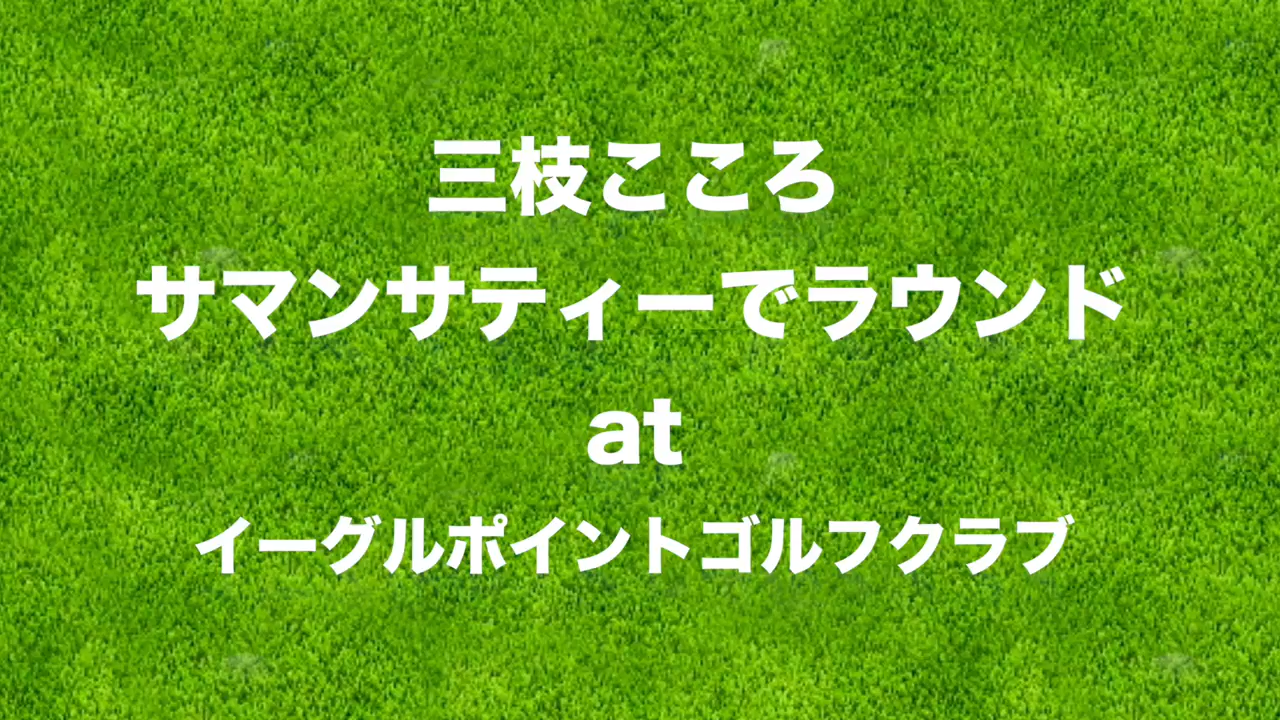 三枝こころ
サマンサティーでラウンド
at
イーグルポイントゴルフクラブ